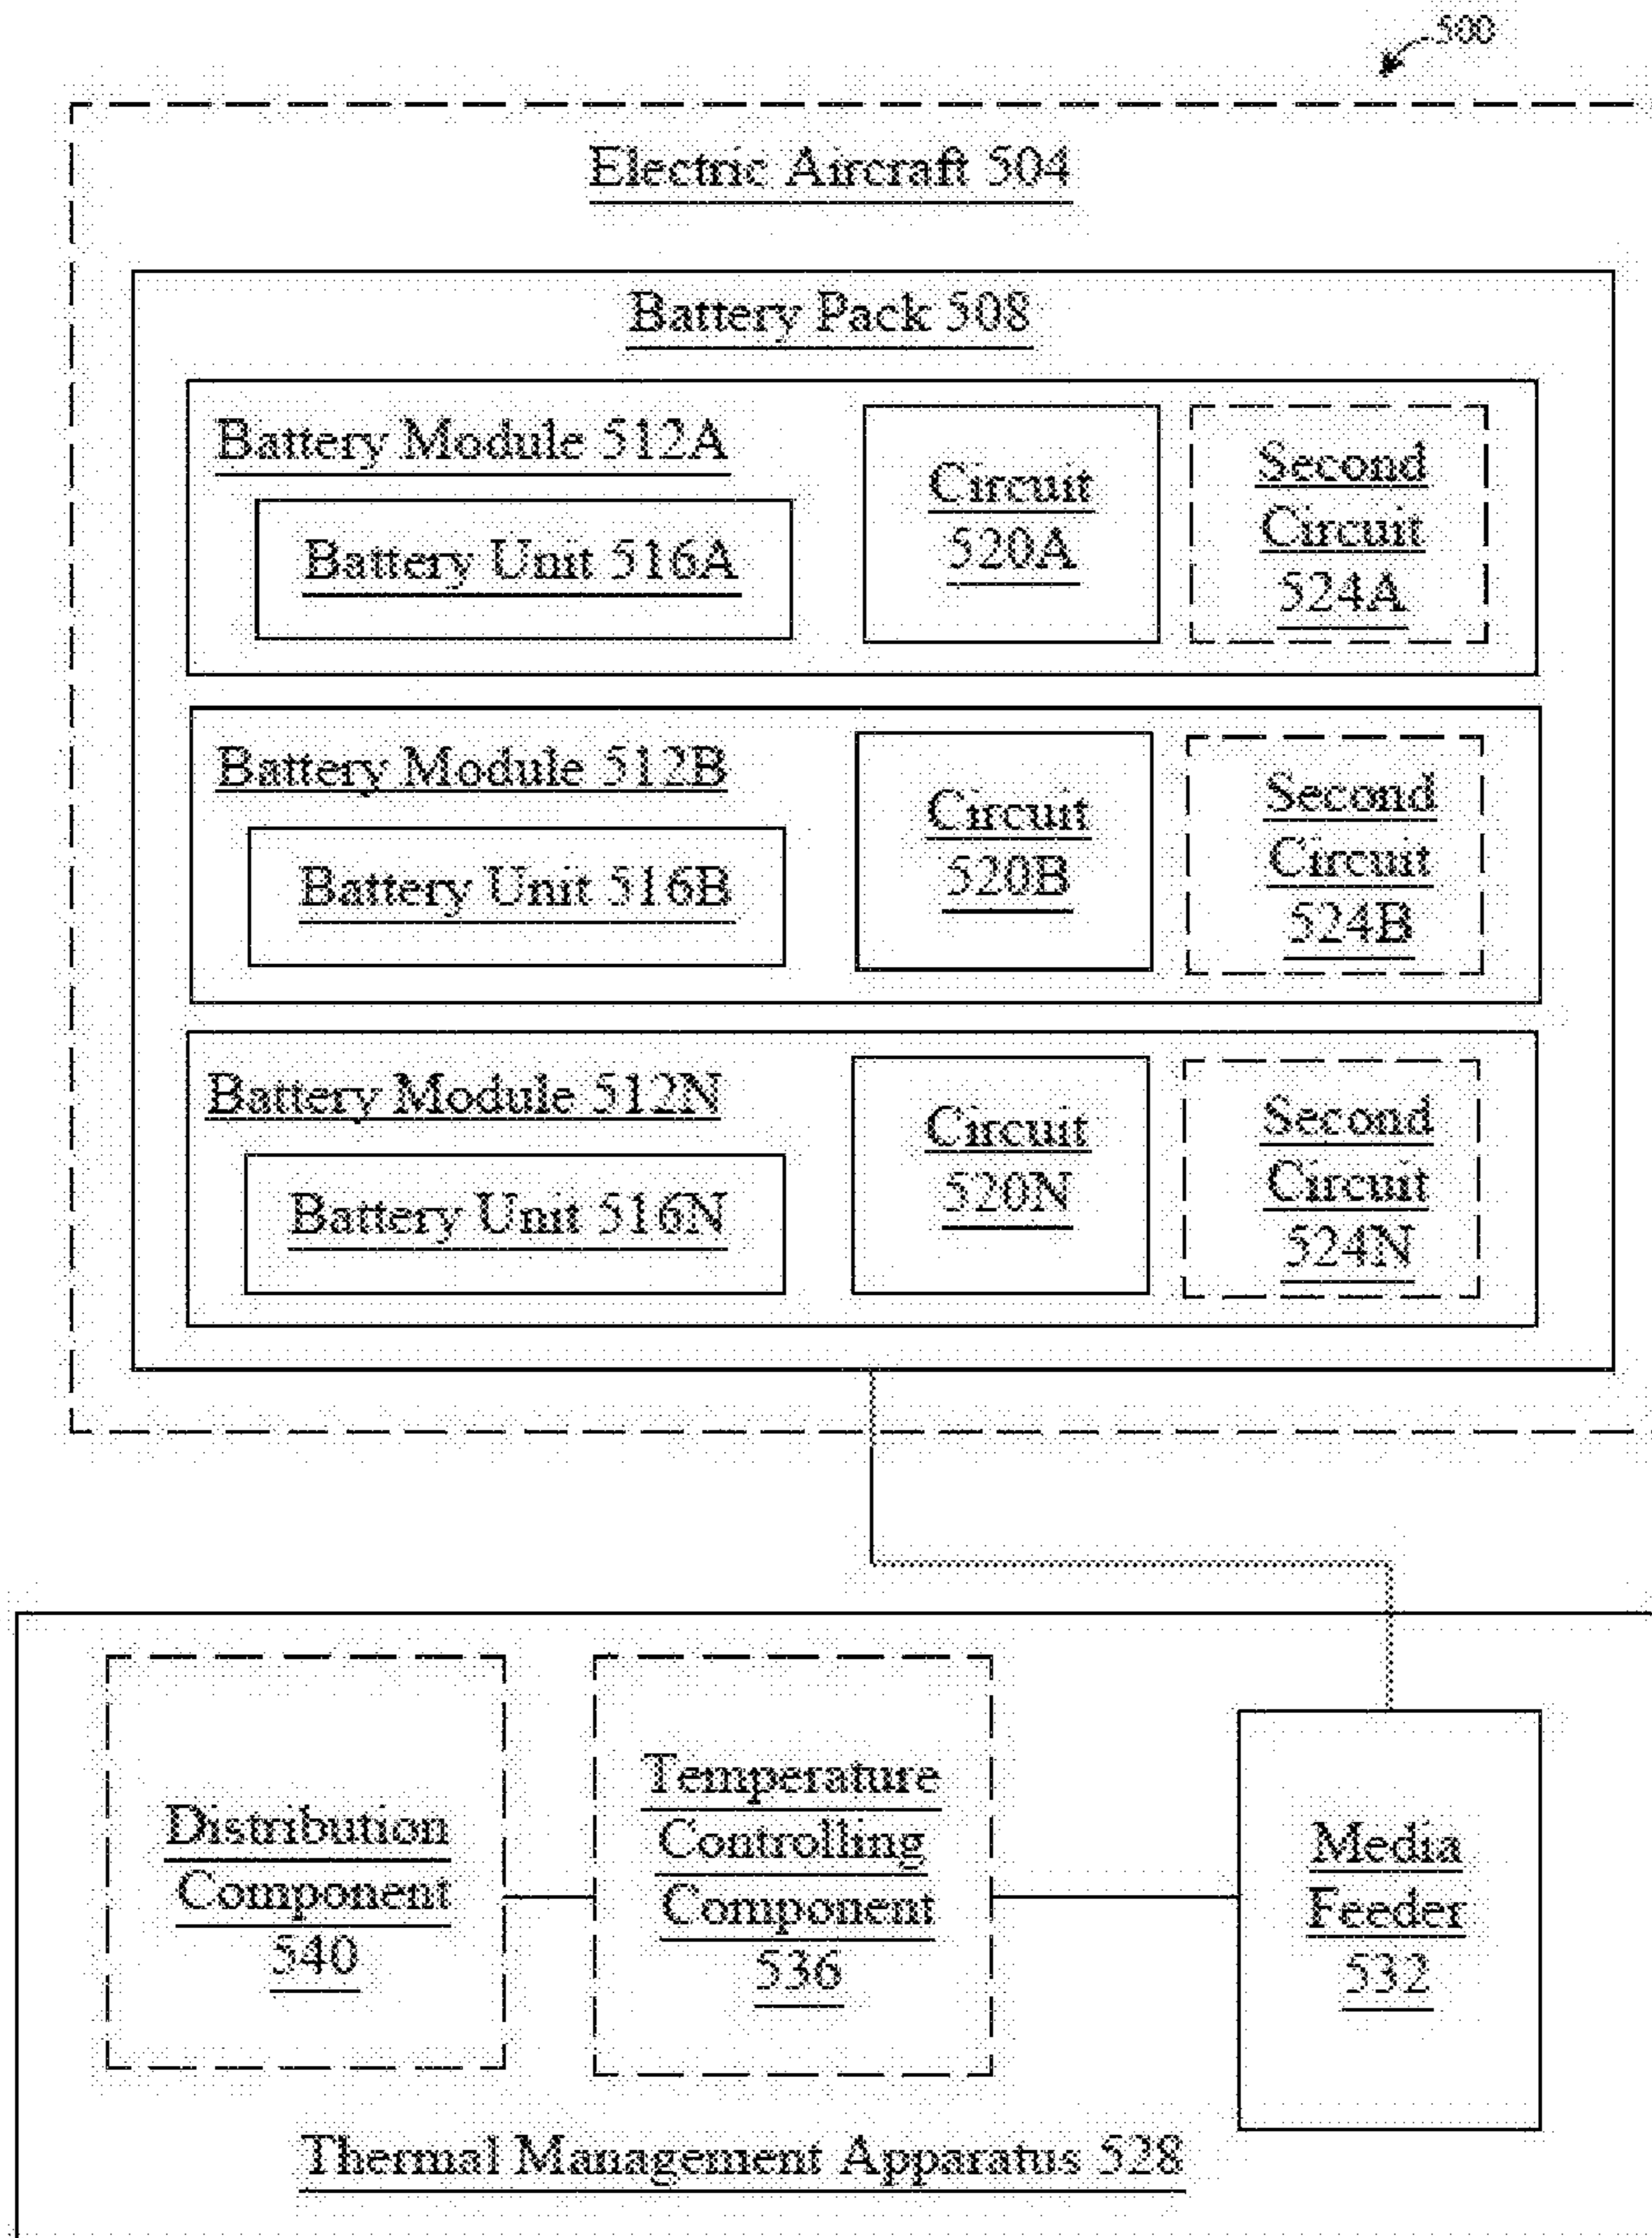 500
Electric Aircraft 504
Battery Pack 508
Battery Module 512A
Battery Unit 516A
Circuit
520A
Second
Circuit
524A
Battery Module 512B
Battery Unit 516B
Circuit
520B
Second
Circuit
524B
Battery Module 512N
Battery Unit 516N
Circuit
520N
Second
Circuit
524N
Distribution
Component
540
Temperature
Controlling
Component
536
Media
Feeder
532
Thermal Management Apparatus 528